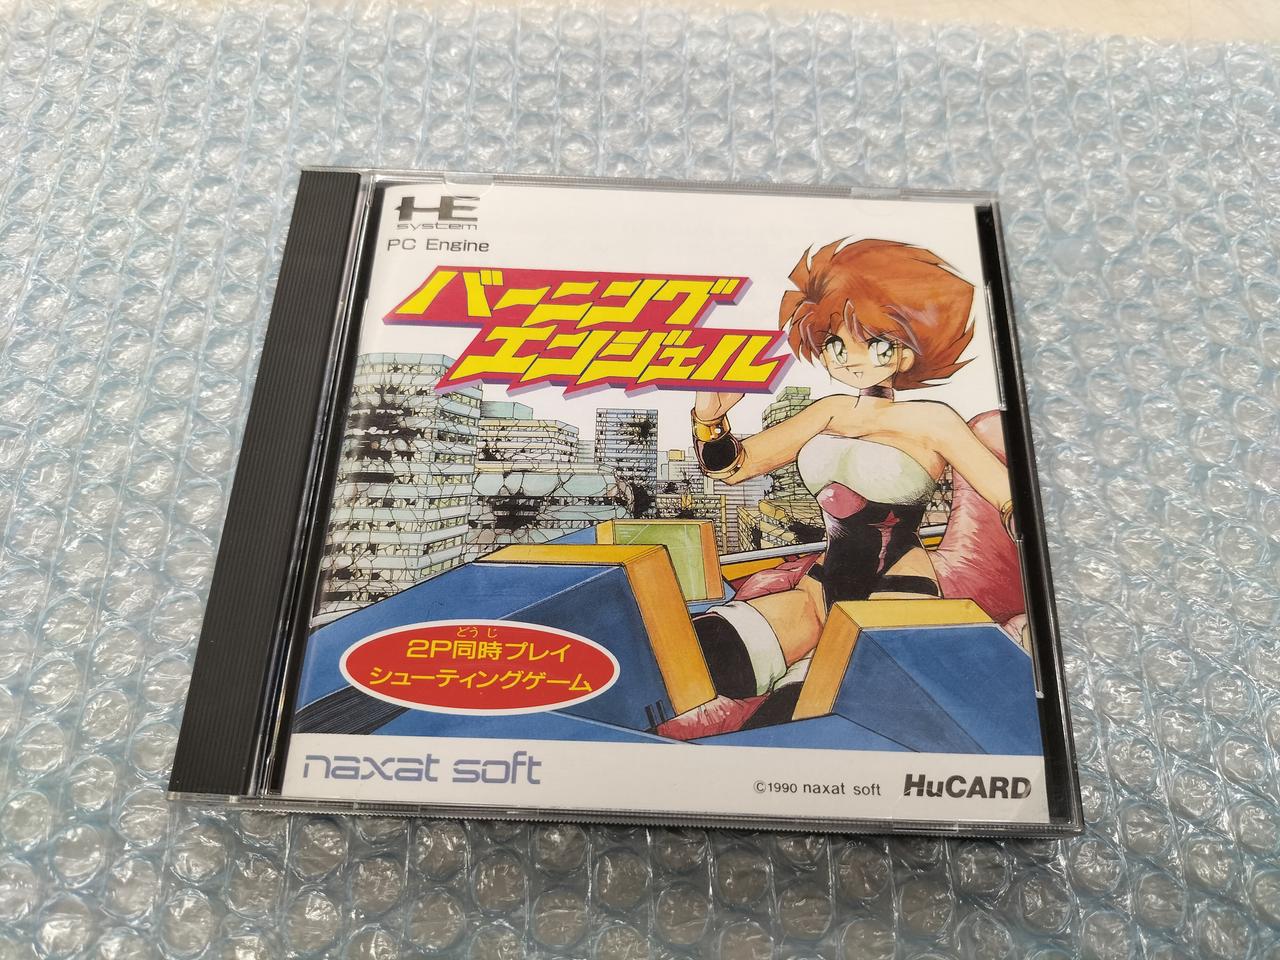 HE
system
PC Engine
バーニング
エンジェル
どうじ
2P同時プレイ
シューティングゲーム
naxat soft
©1990 naxat soft
HuCARD